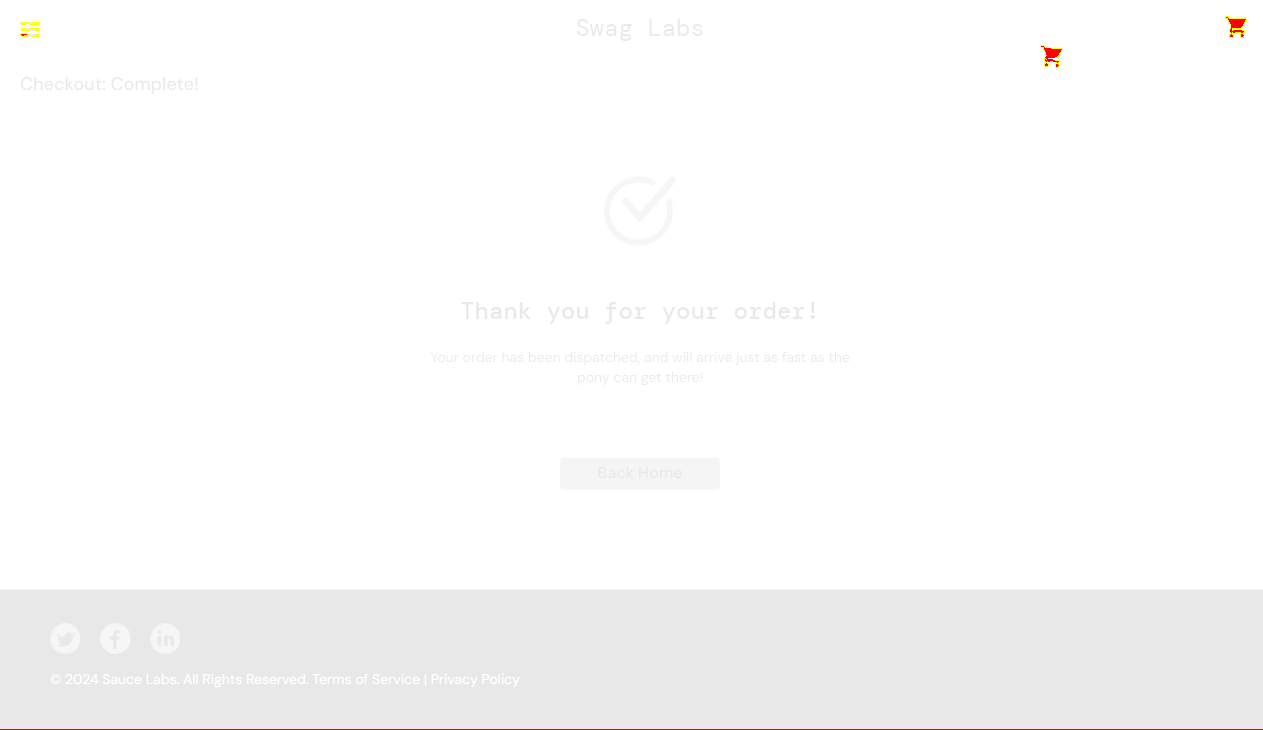 Swag Labs
Checkout: Complete!
Thank you for your order!
Your order has been dispatched, and will arrive just as fast as the
pony can get there!
Back Home
© 2024 Sauce Labs. All Rights Reserved. Terms of Service | Privacy Policy